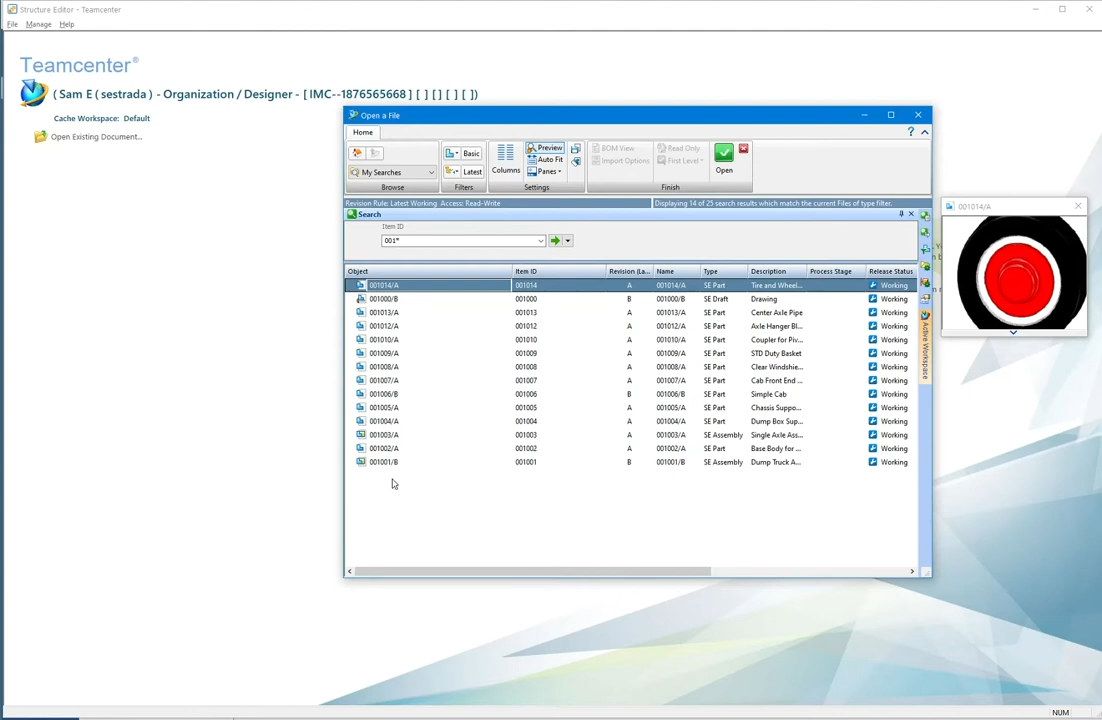 Structure Editor - Teamcenter
File Manage Help
Teamcenter®
( Sam E ( sestrada ) - Organization / Designer - [ IMC--1876565668 ] [ ] [] [ ] [ ])
Cache Workspace: Default
Open Existing Document...
Open a File
Home
My Searches
Browse
Basic
Latest
Filters
Columns
Preview
Auto Fit
Panes
Settings
BOM View
Import Options
Read Only
First Level
Finish
Open
Revision Rule: Latest Working Access: Read-Write
Displaying 14 of 25 search results which match the current Files of type filter.
Search
Item ID
001*
Object Item ID Revision (La... Name Type Description Process Stage Release Status
001014/A 001014 A 001014/A SE Part Tire and Wheel... Working
001000/B 001000 B 001000/B SE Draft Drawing Working
001013/A 001013 A 001013/A SE Part Center Axle Pipe Working
001012/A 001012 A 001012/A SE Part Axle Hanger Bl... Working
001010/A 001010 A 001010/A SE Part Coupler for Piv... Working
001009/A 001009 A 001009/A SE Part STD Duty Basket Working
001008/A 001008 A 001008/A SE Part Clear Windshie... Working
001007/A 001007 A 001007/A SE Part Cab Front End ... Working
001006/B 001006 B 001006/B SE Part Simple Cab Working
001005/A 001005 A 001005/A SE Part Chassis Suppo... Working
001004/A 001004 A 001004/A SE Part Dump Box Sup... Working
001003/A 001003 A 001003/A SE Assembly Single Axle Ass... Working
001002/A 001002 A 001002/A SE Part Base Body for ... Working
001001/B 001001 B 001001/B SE Assembly Dump Truck A... Working
Active Workspace
001014/A
NUM